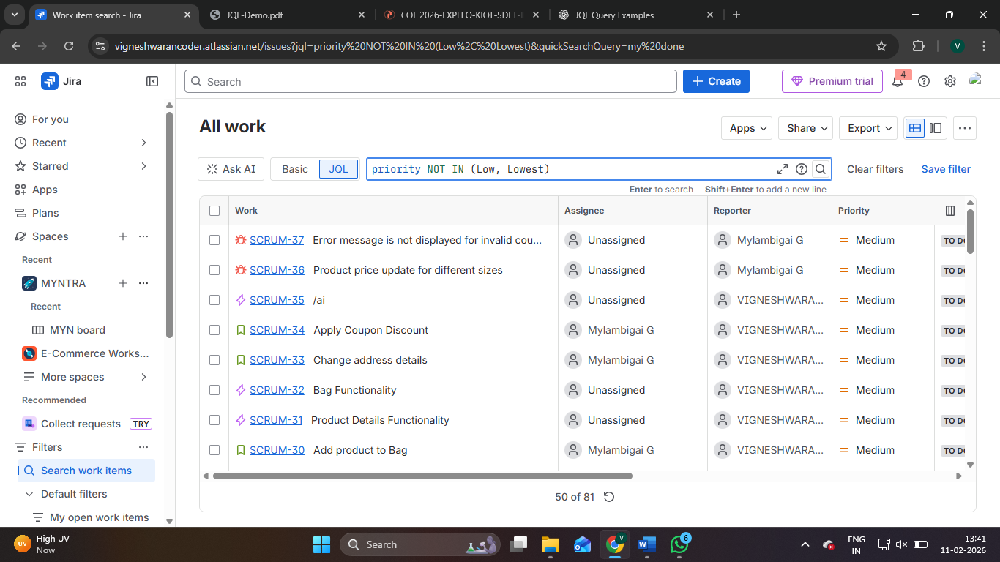 Work item search - Jira
JQL-Demo.pdf
COE 2026-EXPLEO-KIOT-SDET-
JQL Query Examples
vigneshwarancoder.atlassian.net/issues?jql=priority%20NOT%20IN%20(Low%2C%20Lowest)&quickSearchQuery=my%20done
V
Jira
Search
Create
Premium trial
4
For you
Recent
Starred
Apps
Plans
Spaces
Recent
MYNTRA
Recent
MYN board
E-Commerce Works...
More spaces
Recommended
Collect requests TRY
Filters
Search work items
Default filters
My open work items
All work
Apps
Share
Export
Ask AI
Basic
JQL
priority NOT IN (Low, Lowest)
Clear filters
Save filter
Enter to search Shift+Enter to add a new line
Work Assignee Reporter Priority
SCRUM-37 Error message is not displayed for invalid cou... Unassigned Mylambigai G Medium TO DO
SCRUM-36 Product price update for different sizes Unassigned Mylambigai G Medium TO DO
SCRUM-35 /ai Unassigned VIGNESHWARA... Medium TO DO
SCRUM-34 Apply Coupon Discount Mylambigai G VIGNESHWARA... Medium TO DO
SCRUM-33 Change address details Mylambigai G VIGNESHWARA... Medium TO DO
SCRUM-32 Bag Functionality Unassigned VIGNESHWARA... Medium TO DO
SCRUM-31 Product Details Functionality Unassigned VIGNESHWARA... Medium TO DO
SCRUM-30 Add product to Bag Mylambigai G VIGNESHWARA... Medium TO DO
50 of 81
UV
High UV
Now
Search
V
W
6
ENG
IN
13:41
11-02-2026